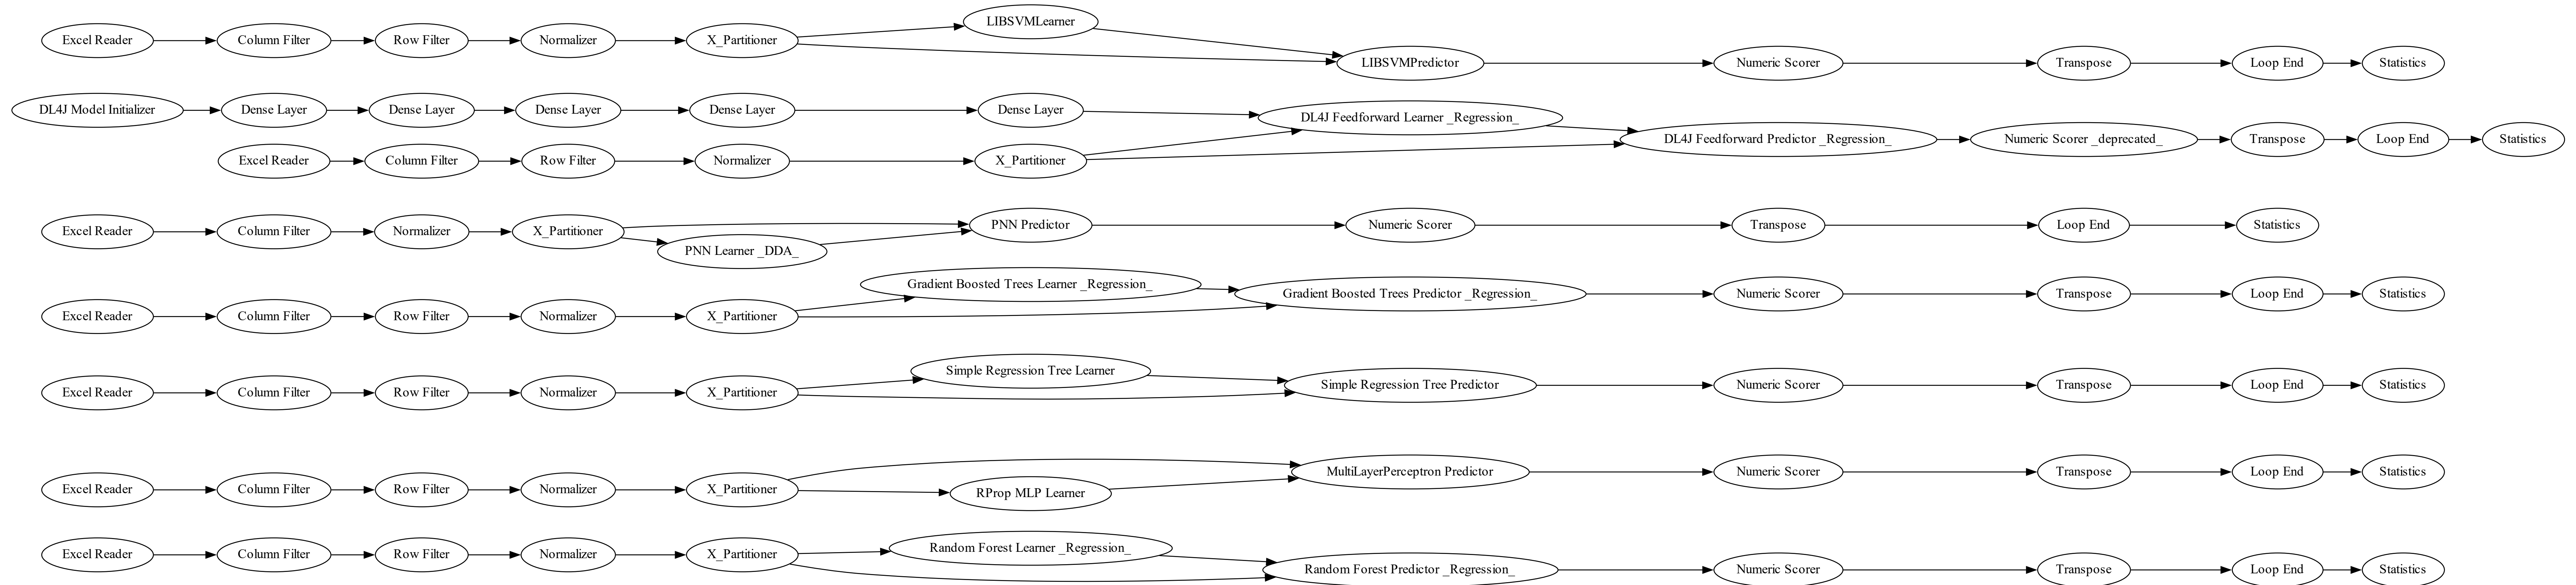 Excel Reader
Column Filter
Row Filter
Normalizer
X_Partitioner
LIBSVMLearner
LIBSVMPredictor
Numeric Scorer
Transpose
Loop End
Statistics
DL4J Model Initializer
Dense Layer
Dense Layer
Dense Layer
Dense Layer
Dense Layer
DL4J Feedforward Learner _Regression_
DL4J Feedforward Predictor _Regression_
Numeric Scorer _deprecated_
Transpose
Loop End
Statistics
Excel Reader
Column Filter
Row Filter
Normalizer
X_Partitioner
Excel Reader
Column Filter
Normalizer
X_Partitioner
PNN Learner _DDA_
PNN Predictor
Numeric Scorer
Transpose
Loop End
Statistics
Excel Reader
Column Filter
Row Filter
Normalizer
X_Partitioner
Gradient Boosted Trees Learner _Regression_
Gradient Boosted Trees Predictor _Regression_
Numeric Scorer
Transpose
Loop End
Statistics
Excel Reader
Column Filter
Row Filter
Normalizer
X_Partitioner
Simple Regression Tree Learner
Simple Regression Tree Predictor
Numeric Scorer
Transpose
Loop End
Statistics
Excel Reader
Column Filter
Row Filter
Normalizer
X_Partitioner
RProp MLP Learner
MultiLayerPerceptron Predictor
Numeric Scorer
Transpose
Loop End
Statistics
Excel Reader
Column Filter
Row Filter
Normalizer
X_Partitioner
Random Forest Learner _Regression_
Random Forest Predictor _Regression_
Numeric Scorer
Transpose
Loop End
Statistics